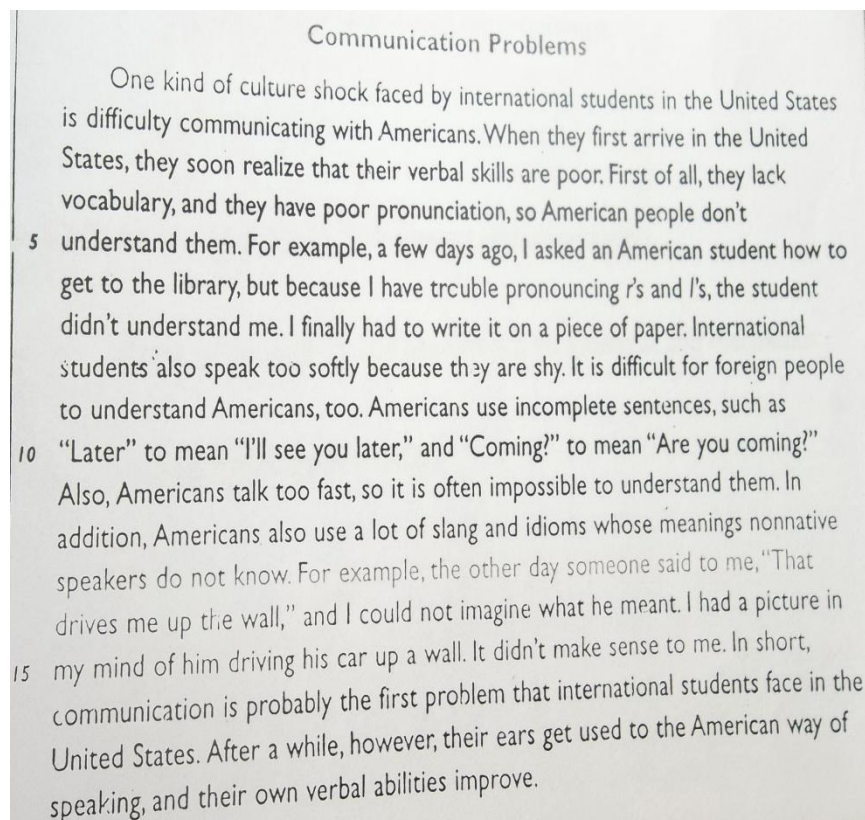 Communication Problems
One kind of culture shock faced by international students in the United States
is difficulty communicating with Americans. When they first arrive in the United
States, they soon realize that their verbal skills are poor. First of all, they lack
vocabulary, and they have poor pronunciation, so American people don't
5 understand them. For example, a few days ago, I asked an American student how to
get to the library, but because I have trouble pronouncing r's and l's, the student
didn't understand me. I finally had to write it on a piece of paper. International
students also speak too softly because they are shy. It is difficult for foreign people
to understand Americans, too. Americans use incomplete sentences, such as
10 “Later” to mean “I'll see you later,” and “Coming?” to mean “Are you coming?”
Also, Americans talk too fast, so it is often impossible to understand them. In
addition, Americans also use a lot of slang and idioms whose meanings nonnative
speakers do not know. For example, the other day someone said to me, “That
drives me up the wall,” and I could not imagine what he meant. I had a picture in
15 my mind of him driving his car up a wall. It didn't make sense to me. In short,
communication is probably the first problem that international students face in the
United States. After a while, however, their ears get used to the American way of
speaking, and their own verbal abilities improve.